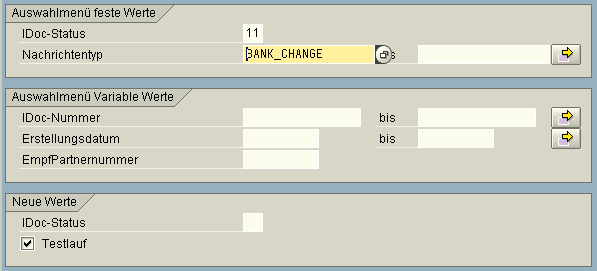 Auswahlmenü feste Werte
IDoc-Status 11
Nachrichtentyp BANK_CHANGE s
Auswahlmenü Variable Werte
IDoc-Nummer bis
Erstellungsdatum bis
EmpfPartnernummer
Neue Werte
IDoc-Status
Testlauf